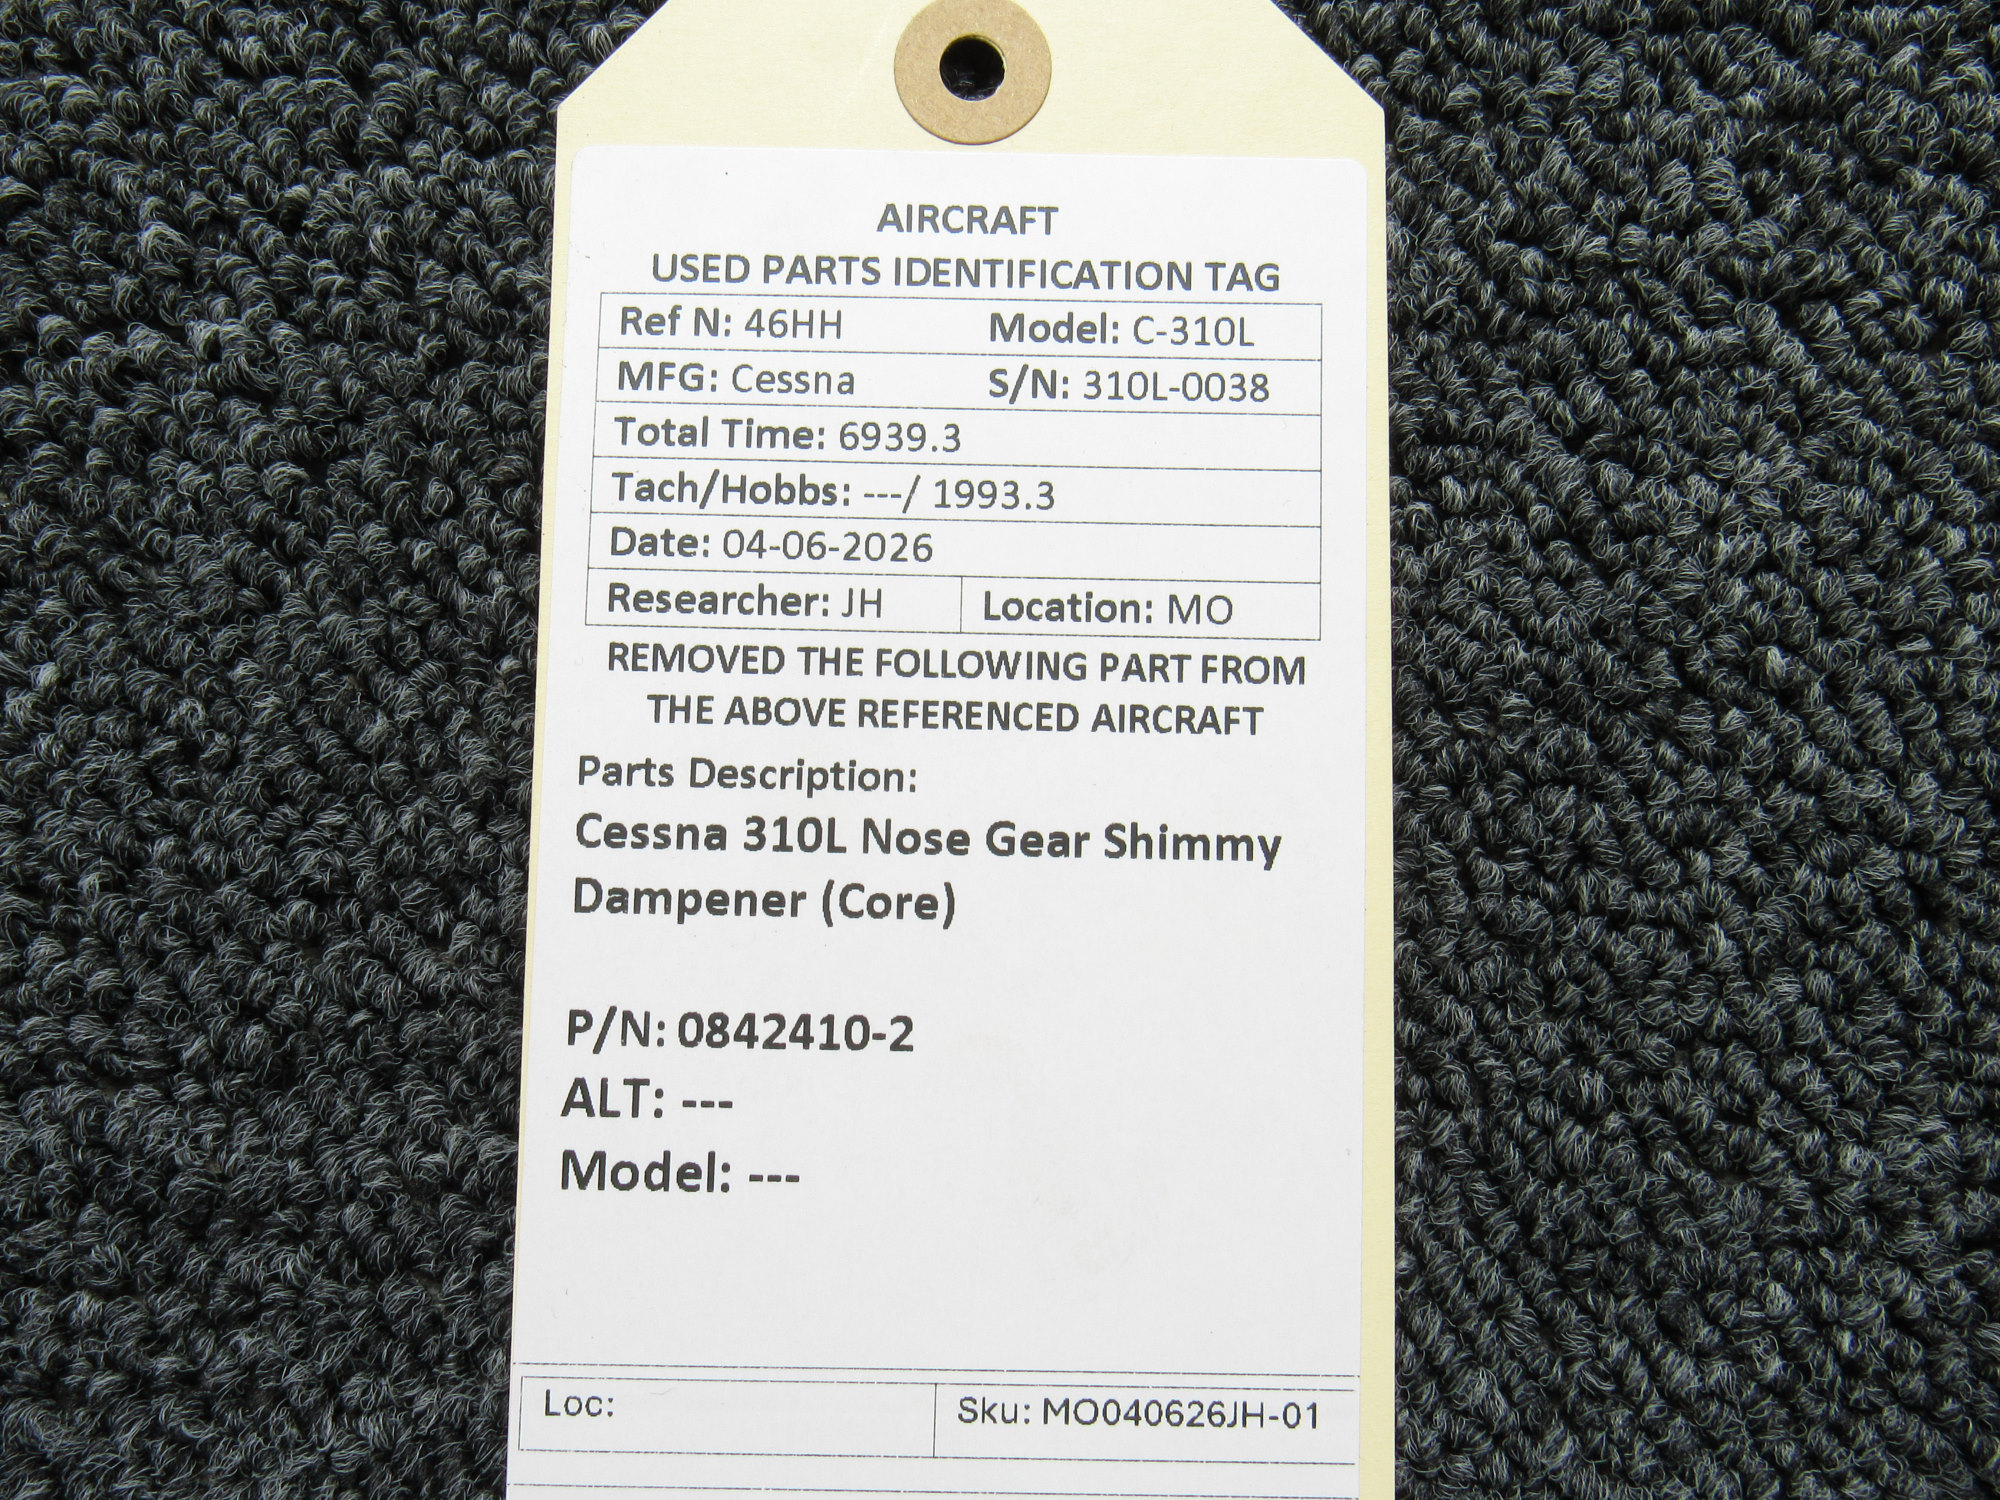 AIRCRAFT
USED PARTS IDENTIFICATION TAG
Ref N: 46HH Model: C-310L
MFG: Cessna S/N: 310L-0038
Total Time: 6939.3
Tach/Hobbs: ---/ 1993.3
Date: 04-06-2026
Researcher: JH Location: MO
REMOVED THE FOLLOWING PART FROM
THE ABOVE REFERENCED AIRCRAFT
Parts Description:
Cessna 310L Nose Gear Shimmy
Dampener (Core)
P/N: 0842410-2
ALT: ---
Model: ---
Loc: Sku: MO040626JH-01